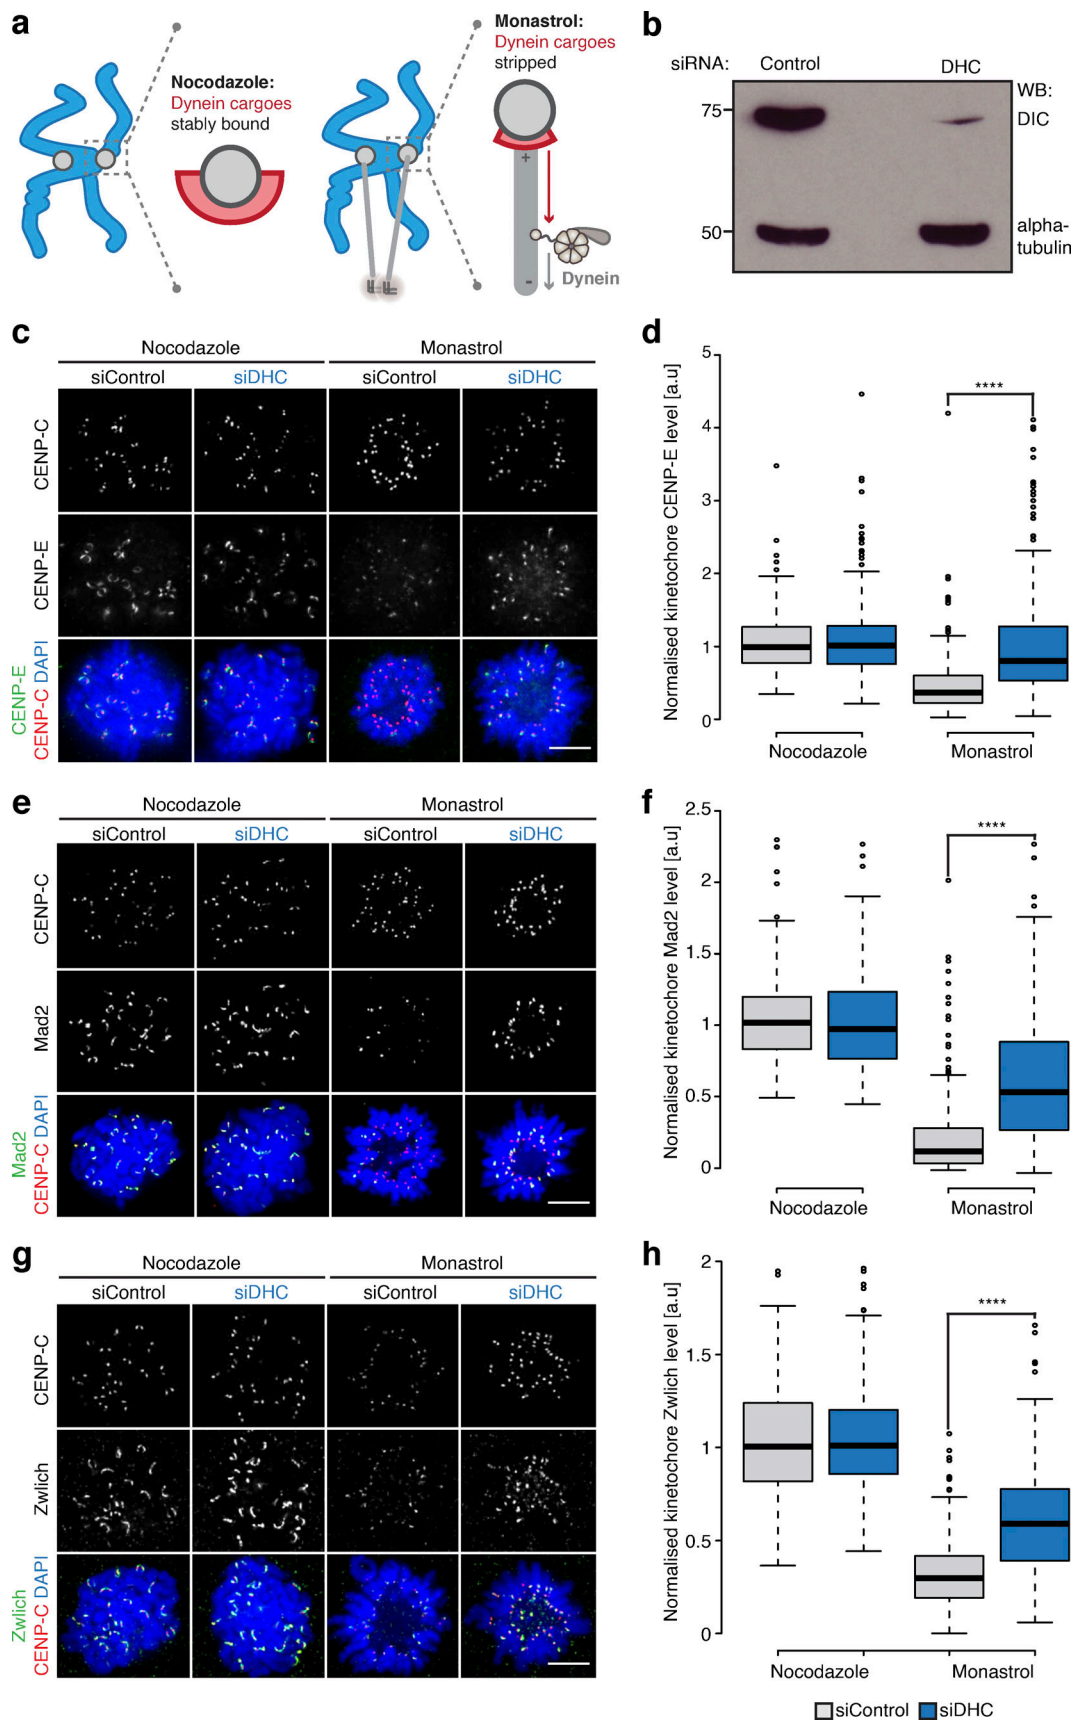 a
Nocodazole:
Dynein cargoes
stably bound
Monastrol:
Dynein cargoes
stripped
+
-
Dynein
b
siRNA: Control DHC
WB:
75
DIC
50
alpha-
tubulin
c
Nocodazole Monastrol
siControl siDHC siControl siDHC
CENP-C
CENP-E
CENP-E
CENP-C DAPI
d
Normalised kinetochore CENP-E level [a.u]
5
4
3
2
1
0
****
Nocodazole Monastrol
e
Nocodazole Monastrol
siControl siDHC siControl siDHC
CENP-C
Mad2
Mad2
CENP-C DAPI
f
Normalised kinetochore Mad2 level [a.u]
2.5
2
1.5
1
0.5
0
****
Nocodazole Monastrol
g
Nocodazole Monastrol
siControl siDHC siControl siDHC
CENP-C
Zwlich
Zwlich
CENP-C DAPI
h
Normalised kinetochore Zwlich level [a.u]
2
1.5
1
0.5
0
****
Nocodazole Monastrol
siControl siDHC